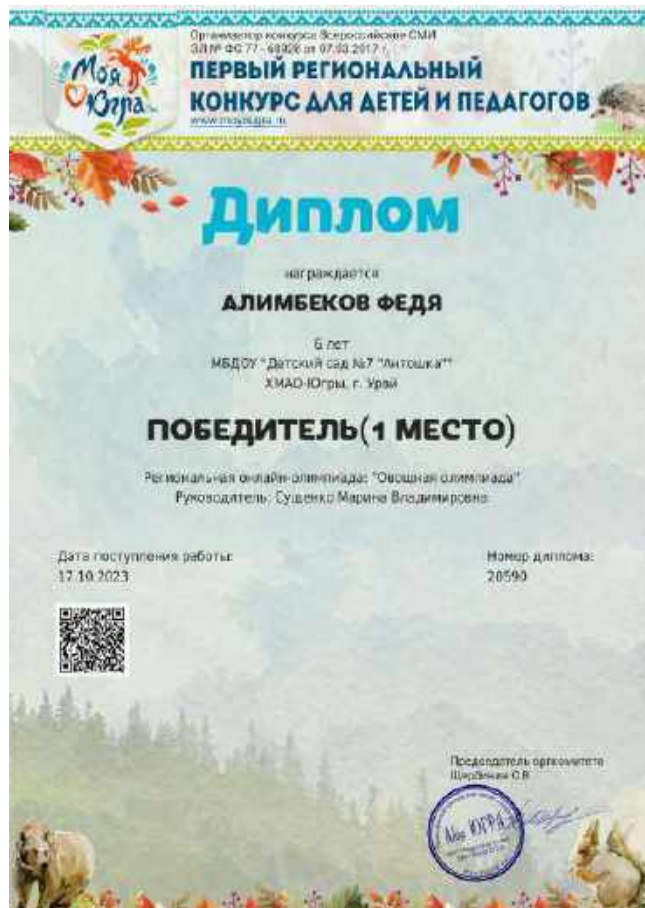 Моя Югра
Организатор конкурса Всероссийское СМИ
ЭЛ № ФС 77 - 68928 от 07.03.2017 г.
ПЕРВЫЙ РЕГИОНАЛЬНЫЙ
КОНКУРС ДЛЯ ДЕТЕЙ И ПЕДАГОГОВ
Диплом
награждается
АЛИМБЕКОВ ФЕДЯ
6 лет
МБДОУ "Детский сад №7 "Антошка""
ХМАО-Югры, г. Урай
ПОБЕДИТЕЛЬ(1 МЕСТО)
Региональная онлайн-олимпиада: "Овощная олимпиада"
Руководитель: Сущенко Марина Владимировна
Дата поступления работы:
17.10.2023
Номер диплома:
20590
Председатель оргкомитета